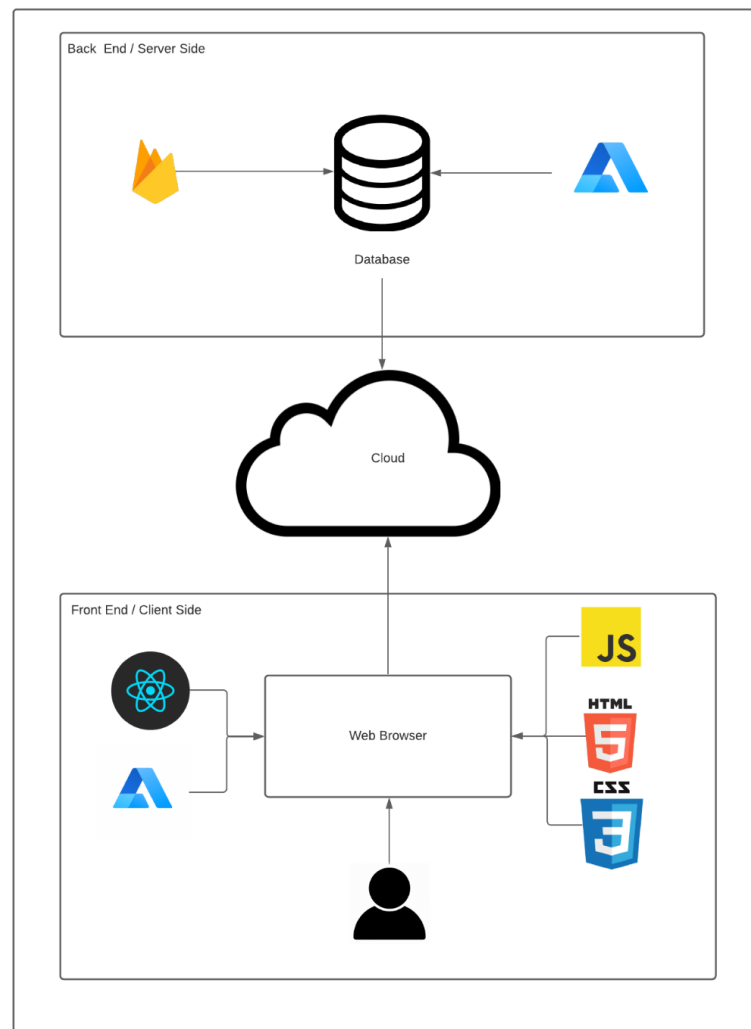 Back End / Server Side
Database
Cloud
Front End / Client Side
JS
HTML
5
Web Browser
CSS
3